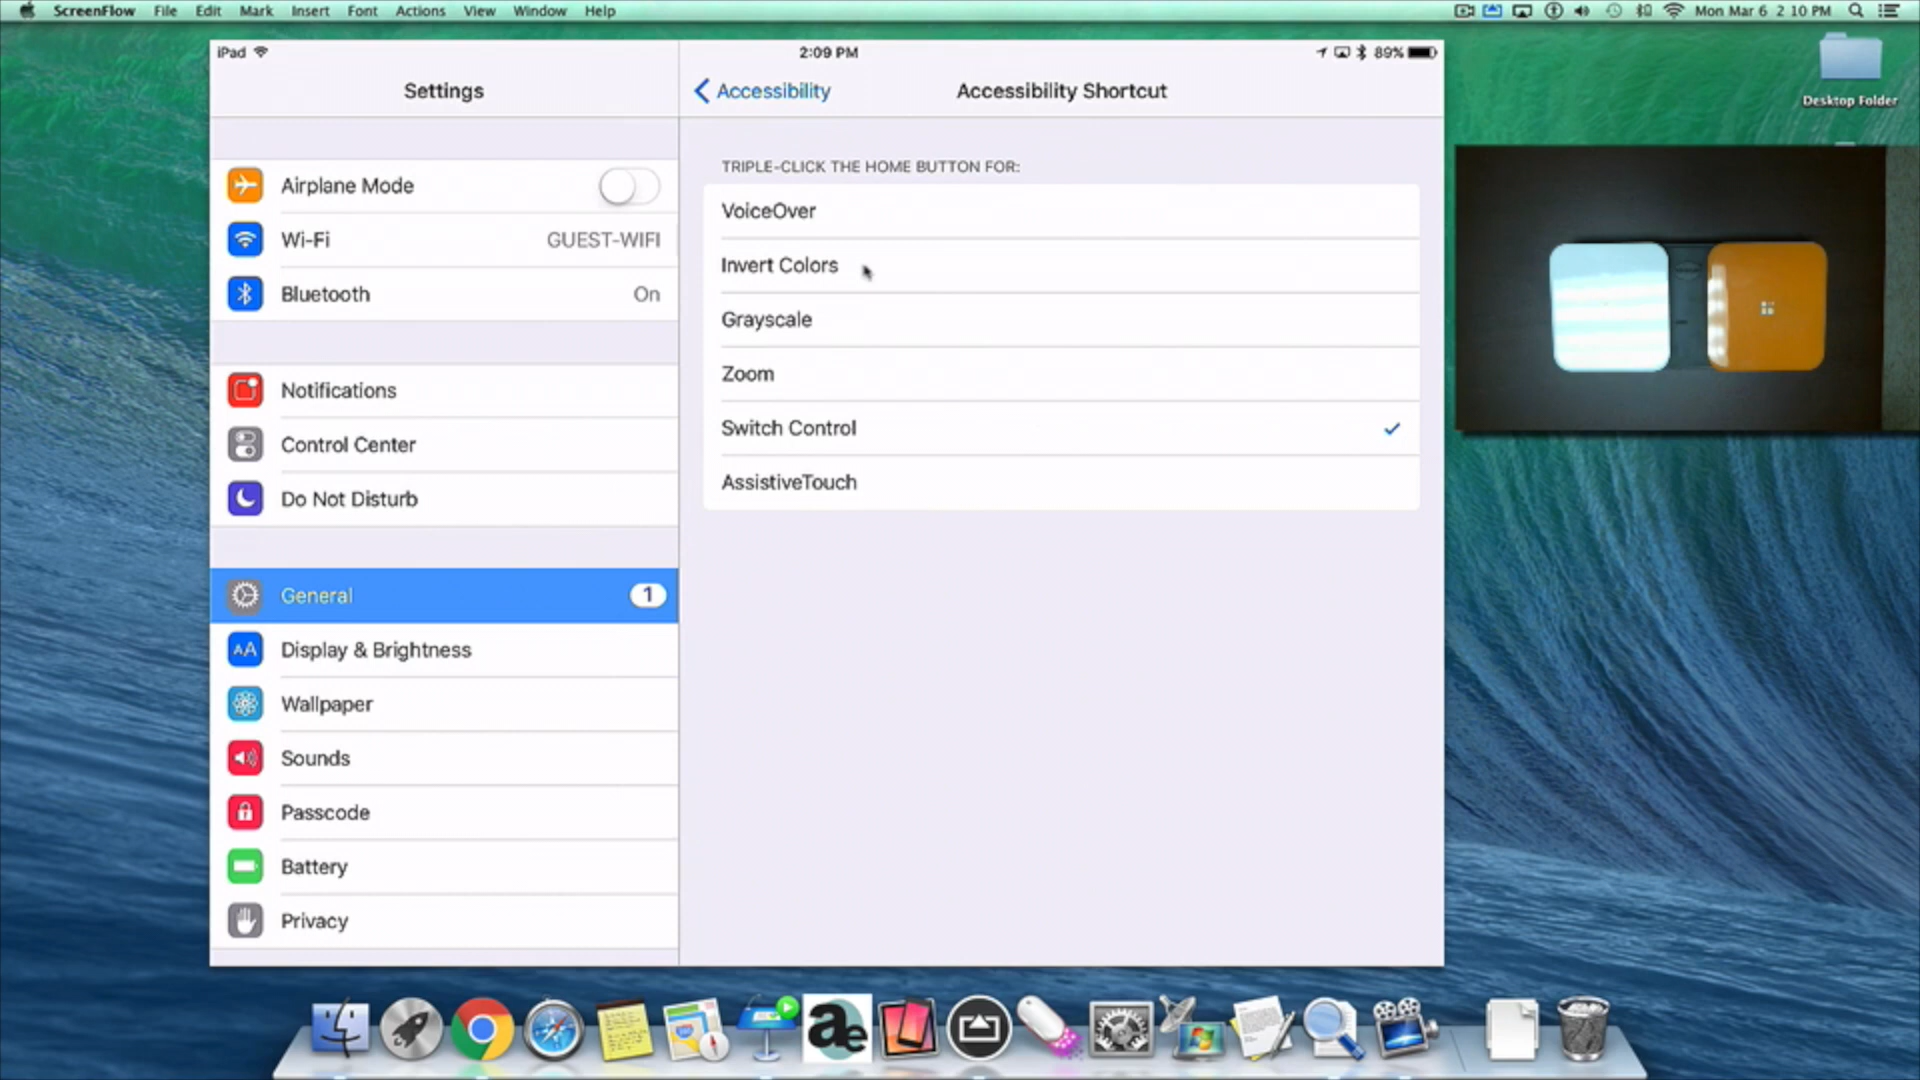 ScreenFlow File Edit Mark Insert Font Actions View Window Help
Mon Mar 6 2 10 PM
Desktop Folder
iPad
2:09 PM
89%
Settings
Accessibility
Accessibility Shortcut
Airplane Mode
Wi-Fi GUEST-WIFI
Bluetooth On
Notifications
Control Center
Do Not Disturb
General 1
Display & Brightness
Wallpaper
Sounds
Passcode
Battery
Privacy
TRIPLE-CLICK THE HOME BUTTON FOR:
VoiceOver
Invert Colors
Grayscale
Zoom
Switch Control
AssistiveTouch
AA
ae